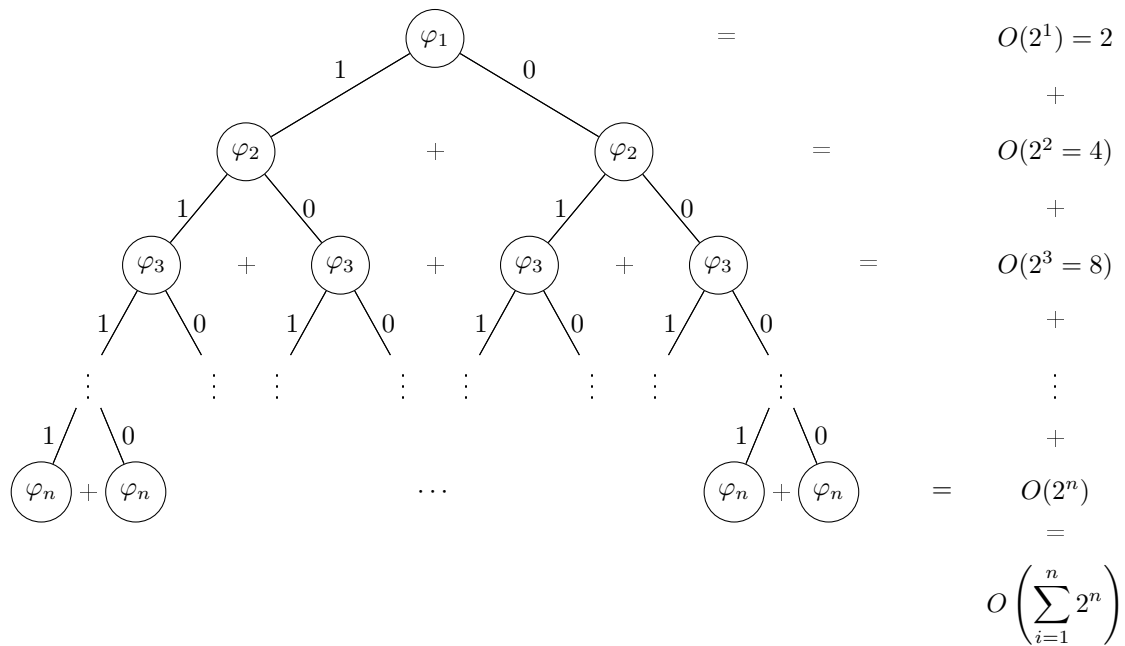 φ₁ = O(2¹) = 2
1 0 +
φ₂ + φ₂ = O(2² = 4)
1 0 1 0 +
φ₃ + φ₃ + φ₃ + φ₃ = O(2³ = 8)
1 0 1 0 1 0 1 0 +
⋮ ⋮ ⋮ ⋮ ⋮ ⋮ ⋮ ⋮ ⋮
1 0 1 0 +
φₙ + φₙ ⋯ φₙ + φₙ = O(2ⁿ)
=
O(∑ᵢ₌₁ⁿ 2ⁿ)